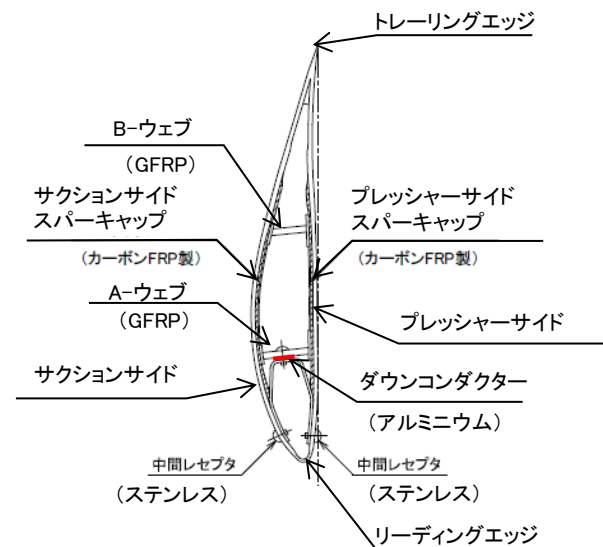 トレーリングエッジ
B-ウェブ
(GFRP)
サクションサイド
スパーキャップ
(カーボンFRP製)
プレッシャーサイド
スパーキャップ
(カーボンFRP製)
A-ウェブ
(GFRP)
プレッシャーサイド
サクションサイド
ダウンコンダクター
(アルミニウム)
中間レセプタ
(ステンレス)
中間レセプタ
(ステンレス)
リーディングエッジ